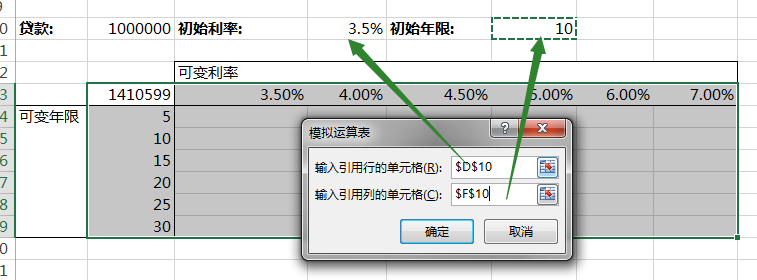 0 贷款: 1000000 初始利率: 3.5% 初始年限: 10
1
2 可变利率
3 1410599 3.50% 4.00% 4.50% 5.00% 6.00% 7.00%
4 可变年限 5
5 10
6 15
7 20
8 25
9 30
0
1
模拟运算表
输入引用行的单元格(R): $D$10
输入引用列的单元格(C): $F$10
确定 取消